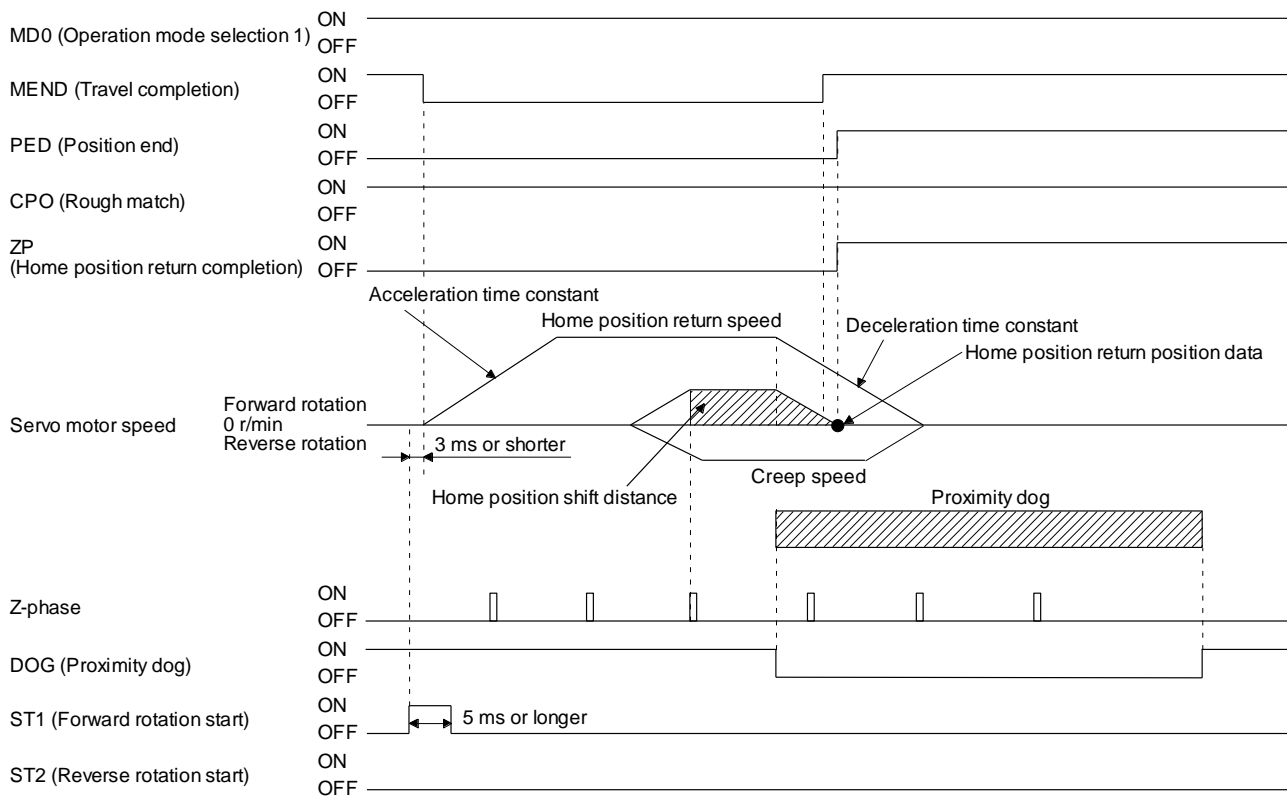 MD0 (Operation mode selection 1)
ON
OFF
MEND (Travel completion)
ON
OFF
PED (Position end)
ON
OFF
CPO (Rough match)
ON
OFF
ZP
(Home position return completion)
ON
OFF
Acceleration time constant
Home position return speed
Deceleration time constant
Home position return position data
Servo motor speed
Forward rotation
0 r/min
Reverse rotation
3 ms or shorter
Creep speed
Home position shift distance
Proximity dog
Z-phase
ON
OFF
DOG (Proximity dog)
ON
OFF
ST1 (Forward rotation start)
ON
OFF
5 ms or longer
ST2 (Reverse rotation start)
ON
OFF